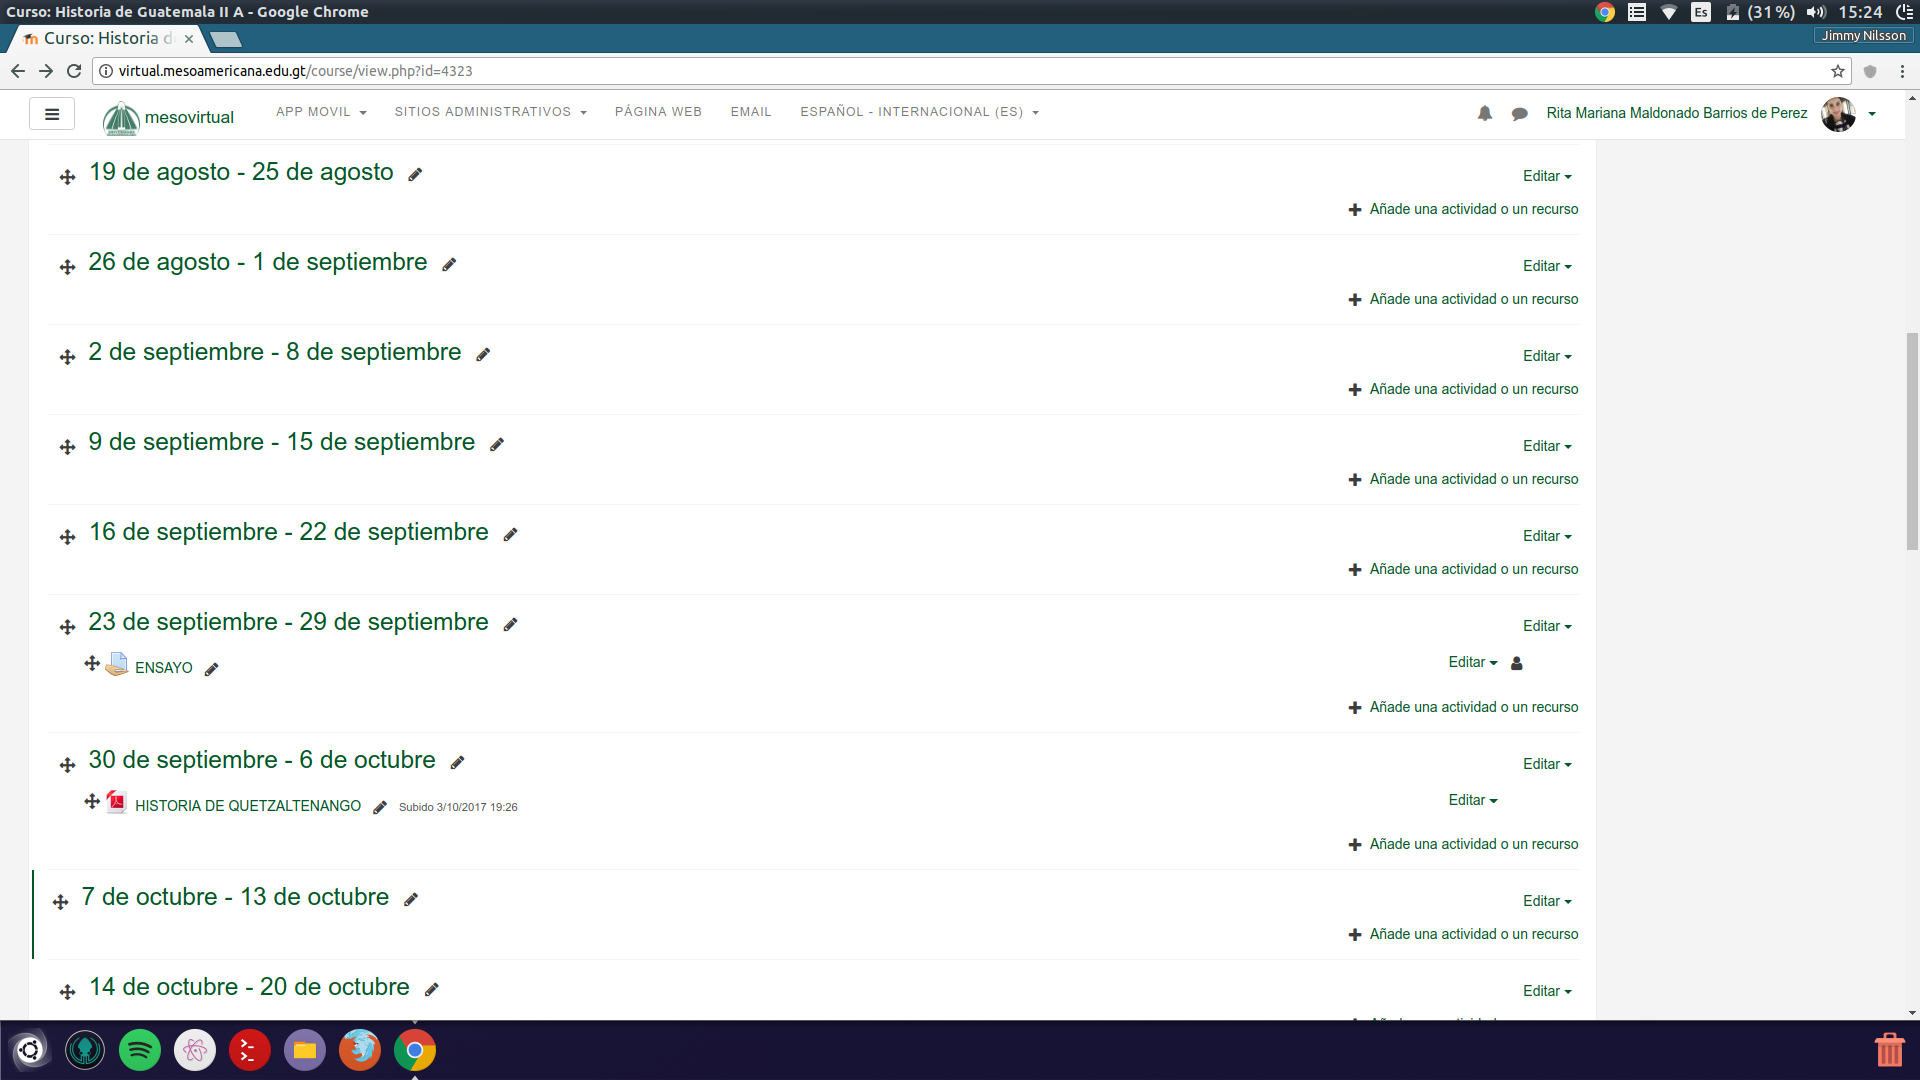 Curso: Historia de Guatemala II A - Google Chrome
Es (31%) 15:24
Curso: Historia d
Jimmy Nilsson
virtual.mesoamericana.edu.gt/course/view.php?id=4323
mesovirtual APP MOVIL SITIOS ADMINISTRATIVOS PÁGINA WEB EMAIL ESPAÑOL - INTERNACIONAL (ES) Rita Mariana Maldonado Barrios de Perez
19 de agosto - 25 de agosto Editar
Añade una actividad o un recurso
26 de agosto - 1 de septiembre Editar
Añade una actividad o un recurso
2 de septiembre - 8 de septiembre Editar
Añade una actividad o un recurso
9 de septiembre - 15 de septiembre Editar
Añade una actividad o un recurso
16 de septiembre - 22 de septiembre Editar
Añade una actividad o un recurso
23 de septiembre - 29 de septiembre Editar
ENSAYO Editar
Añade una actividad o un recurso
30 de septiembre - 6 de octubre Editar
HISTORIA DE QUETZALTENANGO Subido 3/10/2017 19:26 Editar
Añade una actividad o un recurso
7 de octubre - 13 de octubre Editar
Añade una actividad o un recurso
14 de octubre - 20 de octubre Editar